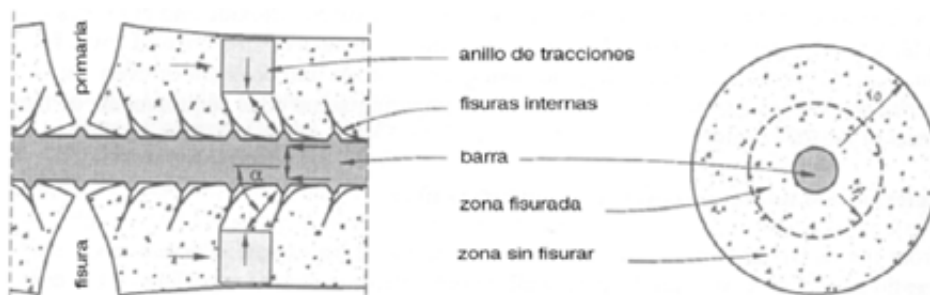 primaria
fisura
anillo de tracciones
fisuras internas
barra
α
zona fisurada
zona sin fisurar